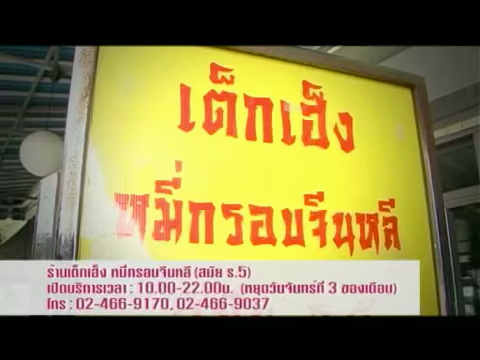 เต็กเฮ็ง
หมี่กรอบจีนหลี
ร้านเต็กเฮ็ง หมี่กรอบจีนหลี (สมัย ร.5)
เปิดบริการเวลา : 10.00-22.00น. (หยุดวันจันทร์ที่ 3 ของเดือน)
โทร : 02-466-9170, 02-466-9037